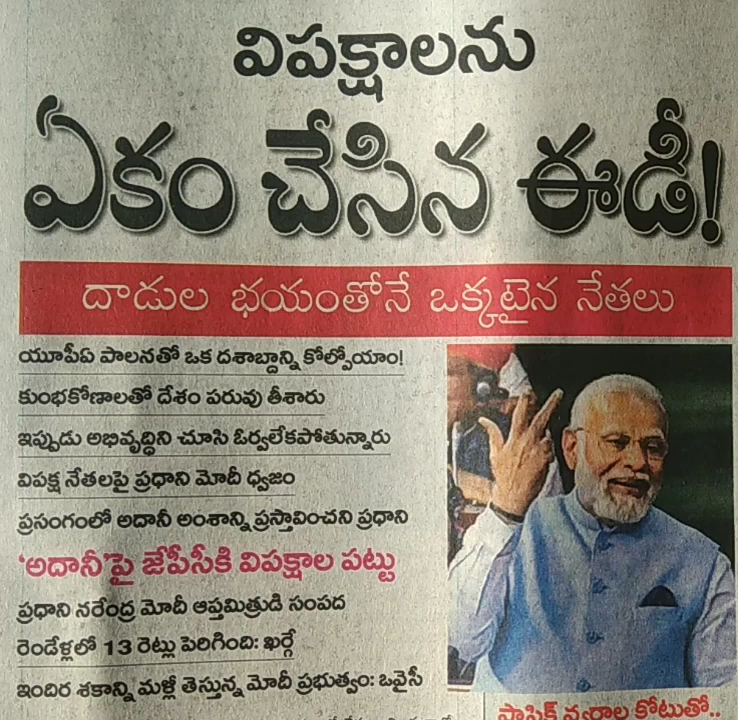 విపక్షాలను
ఏకం చేసిన ఈడీ!
దాడుల భయంతోనే ఒక్కటైన నేతలు
యూపీఏ పాలనతో ఒక దశాబ్దాన్ని కోల్పోయాం!
కుంభకోణాలతో దేశం పరువు తీశారు
ఇప్పుడు అభివృద్ధిని చూసి ఓర్వలేకపోతున్నారు
విపక్ష నేతలపై ప్రధాని మోదీ ధ్వజం
ప్రసంగంలో అదానీ అంశాన్ని ప్రస్తావించని ప్రధాని
'అదానీ'పై జేపీసీకి విపక్షాల పట్టు
ప్రధాని నరేంద్ర మోదీ ఆప్తమిత్రుడి సంపద
రెండేళ్లలో 13 రెట్లు పెరిగింది: ఖర్గే
ఇందిర శకాన్ని మళ్లీ తెస్తున్న మోదీ ప్రభుత్వం: ఒవైసీ
కోటుతో..